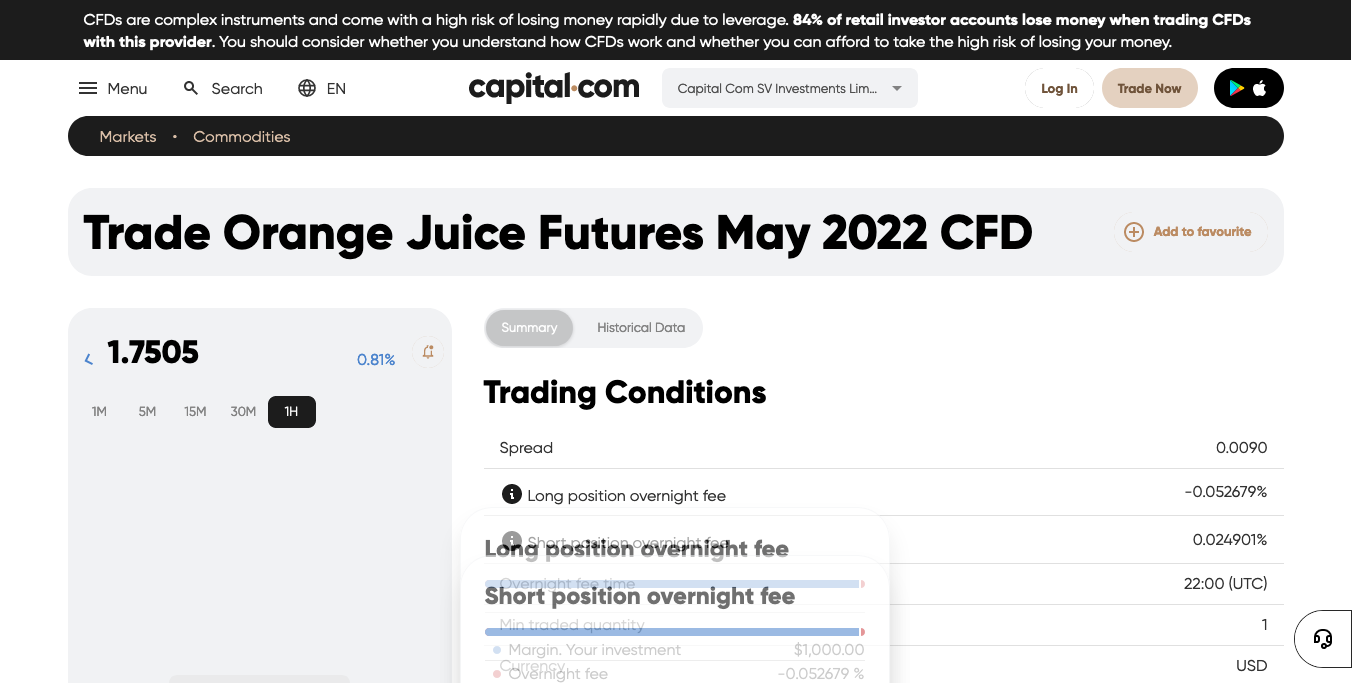 CFDs are complex instruments and come with a high risk of losing money rapidly due to leverage. 84% of retail investor accounts lose money when trading CFDs
with this provider. You should consider whether you understand how CFDs work and whether you can afford to take the high risk of losing your money.
Menu
Search
EN
capital.com
Capital Com SV Investments Lim...
Log In
Trade Now
Markets • Commodities
Trade Orange Juice Futures May 2022 CFD
Add to favourite
1.7505
0.81%
1M 5M 15M 30M 1H
Summary
Historical Data
Trading Conditions
Spread 0.0090
Long position overnight fee -0.052679%
Short position overnight fee 0.024901%
Long position overnight fee
Overnight fee time 22:00 (UTC)
Short position overnight fee
Min traded quantity 1
Margin. Your investment $1,000.00
Currency USD
Overnight fee -0.052679 %